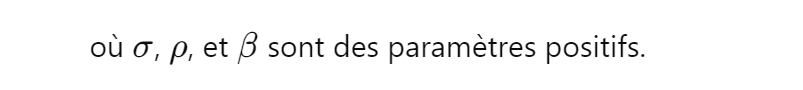 où σ, ρ, et β sont des paramètres positifs.